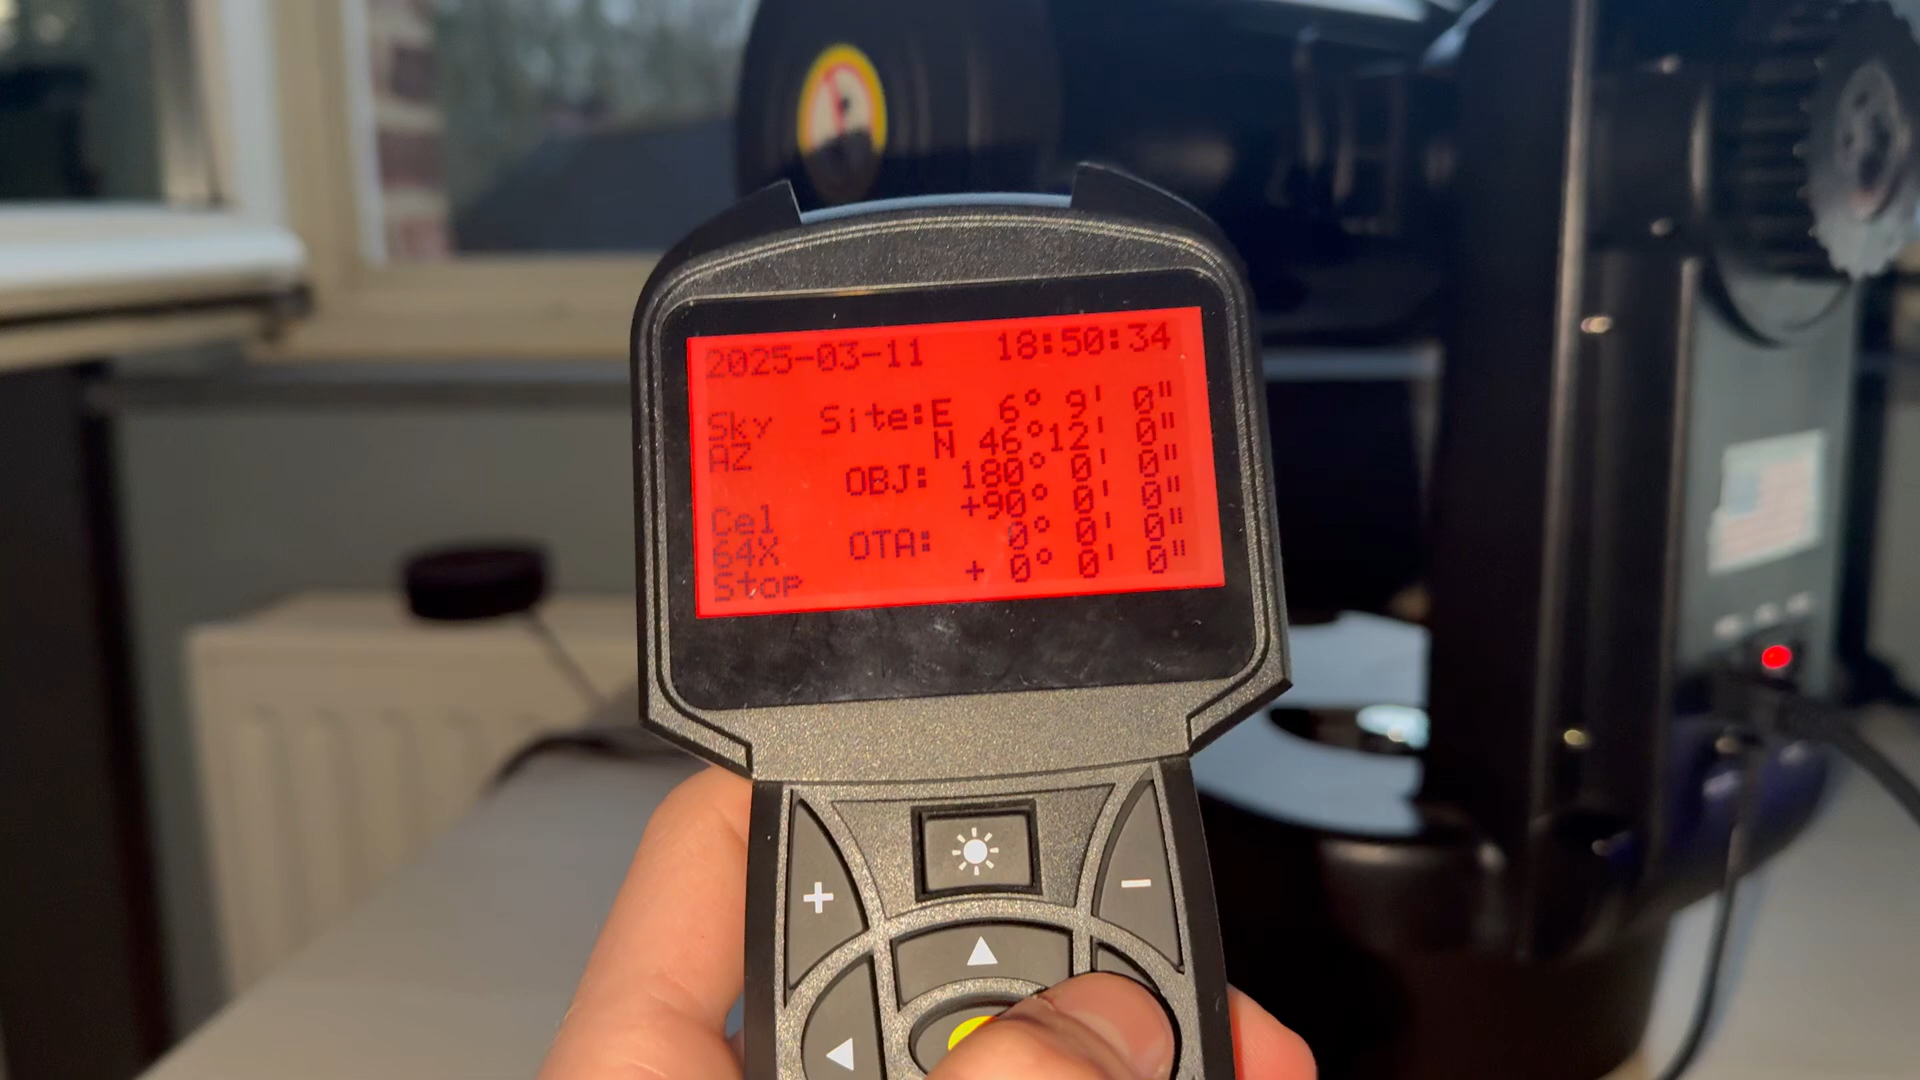 2025-03-11 18:50:34
Sky Site:E 6° 9' 0"
AZ N 46°12' 0"
OBJ: 180° 0' 0"
+90° 0' 0"
Cel OTA: 0° 0' 0"
64X + 0° 0' 0"
Stop